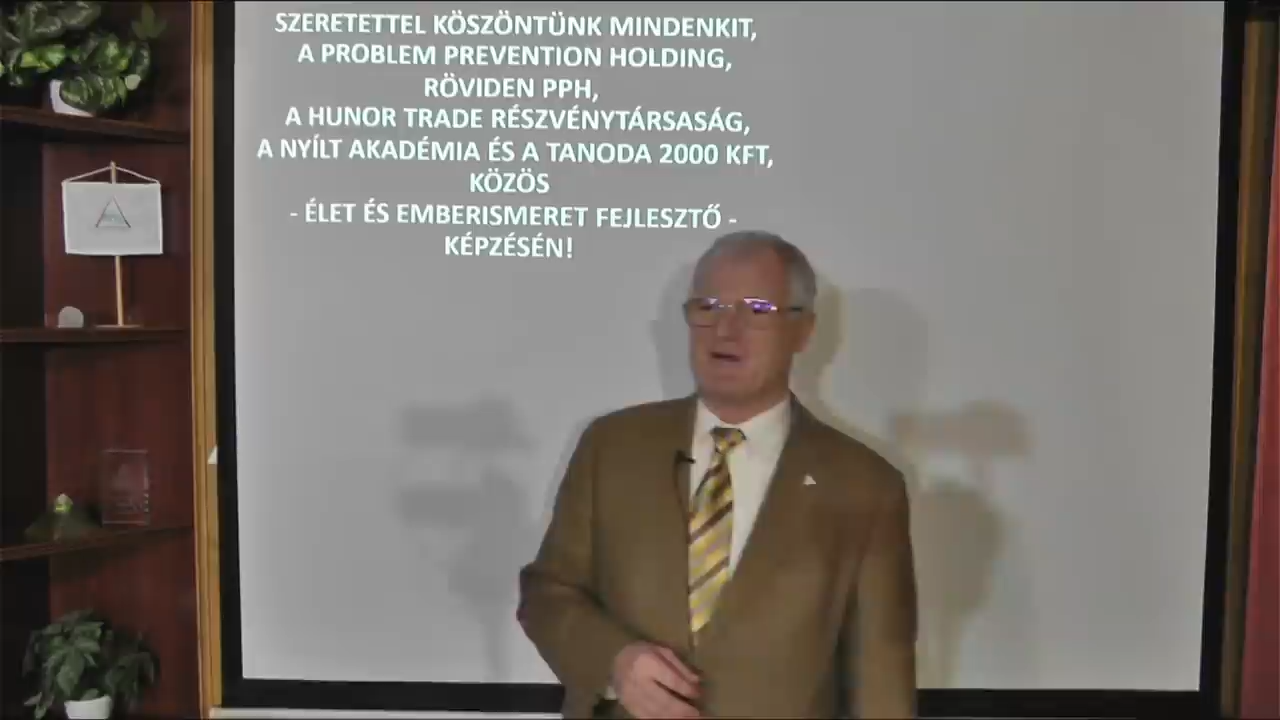 SZERETETTEL KÖSZÖNTÜNK MINDENKIT,
A PROBLEM PREVENTION HOLDING,
RÖVIDEN PPH,
A HUNOR TRADE RÉSZVÉNYTÁRSASÁG,
A NYÍLT AKADÉMIA ÉS A TANODA 2000 KFT,
KÖZÖS
- ÉLET ÉS EMBERISMERET FEJLESZTŐ -
KÉPZÉSÉN!